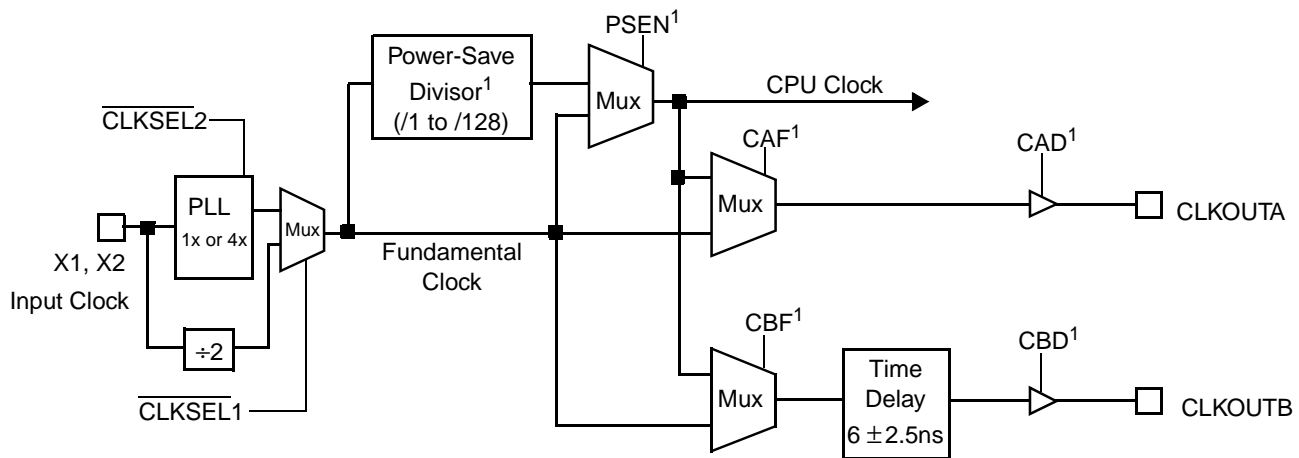 PSEN¹
Power-Save
Divisor¹
(/1 to /128)
Mux
CPU Clock
CLKSEL2
CAF¹
CAD¹
PLL
1x or 4x
Mux
Mux
CLKOUTA
X1, X2
Input Clock
Fundamental
Clock
÷2
CLKSEL1
CBF¹
CBD¹
Mux
Time
Delay
6 ±2.5ns
CLKOUTB